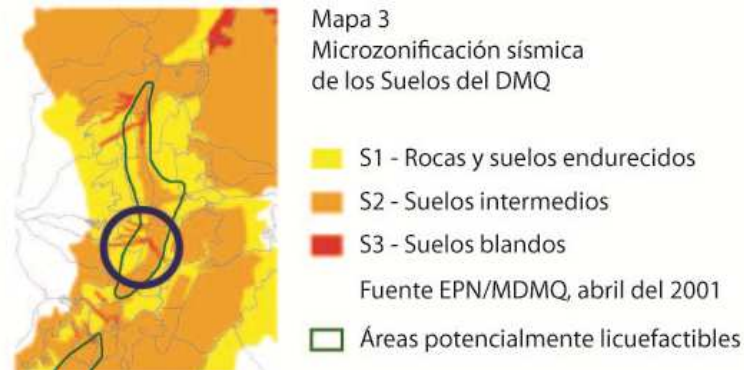 Mapa 3
Microzonificación sísmica
de los Suelos del DMQ
S1 - Rocas y suelos endurecidos
S2 - Suelos intermedios
S3 - Suelos blandos
Fuente EPN/MDMQ, abril del 2001
Áreas potencialmente licuefactibles